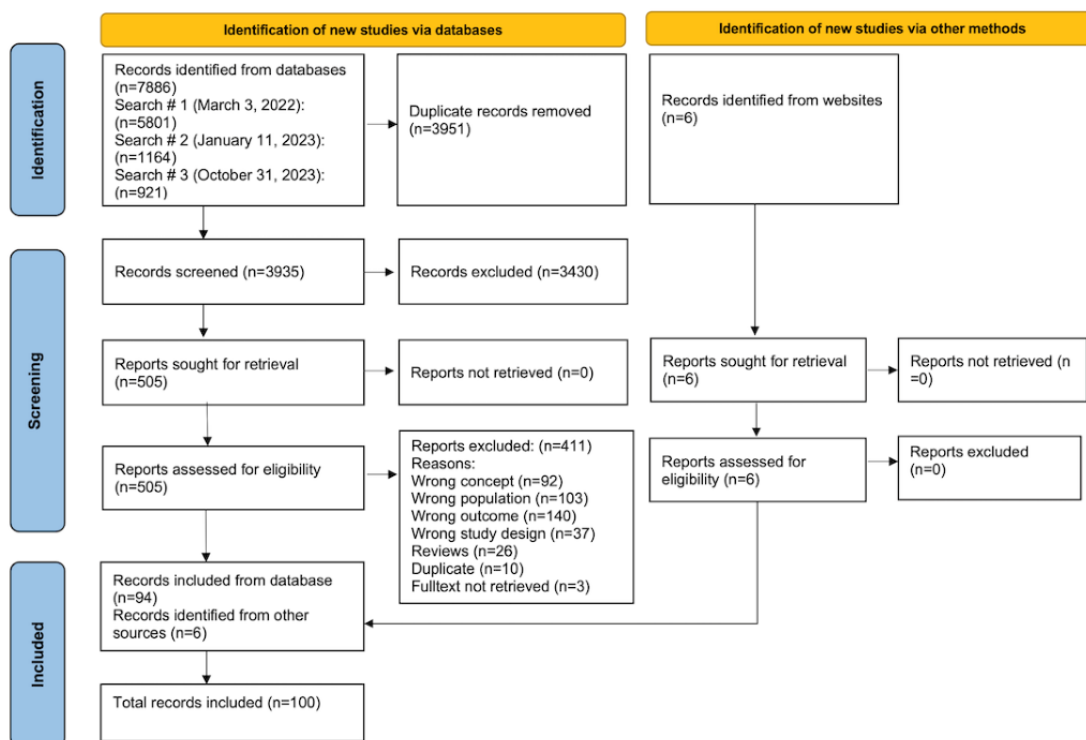 Identification of new studies via databases
Identification of new studies via other methods
Identification
Records identified from databases
(n=7886)
Search # 1 (March 3, 2022):
(n=5801)
Search # 2 (January 11, 2023):
(n=1164)
Search # 3 (October 31, 2023):
(n=921)
Duplicate records removed
(n=3951)
Records identified from websites
(n=6)
Screening
Records screened (n=3935)
Records excluded (n=3430)
Reports sought for retrieval
(n=505)
Reports not retrieved (n=0)
Reports sought for retrieval
(n=6)
Reports not retrieved (n
=0)
Reports assessed for eligibility
(n=505)
Reports excluded: (n=411)
Reasons:
Wrong concept (n=92)
Wrong population (n=103)
Wrong outcome (n=140)
Wrong study design (n=37)
Reviews (n=26)
Duplicate (n=10)
Fulltext not retrieved (n=3)
Reports assessed for
eligibility (n=6)
Reports excluded
(n=0)
Included
Records included from database
(n=94)
Records identified from other
sources (n=6)
Total records included (n=100)